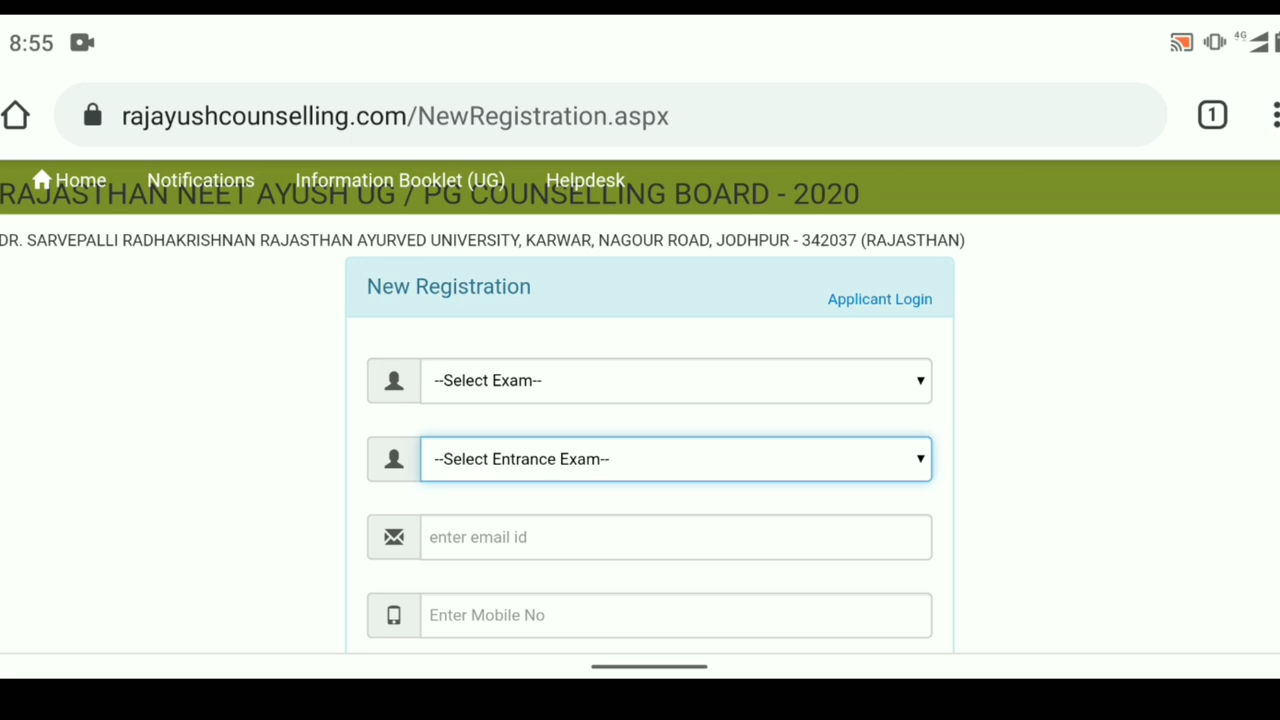 8:55
4G
rajayushcounselling.com/NewRegistration.aspx
1
Home Notifications Information Booklet (UG) Helpdesk
RAJASTHAN NEET AYUSH UG / PG COUNSELLING BOARD - 2020
DR. SARVEPALLI RADHAKRISHNAN RAJASTHAN AYURVED UNIVERSITY, KARWAR, NAGOUR ROAD, JODHPUR - 342037 (RAJASTHAN)
New Registration
Applicant Login
--Select Exam--
--Select Entrance Exam--
enter email id
Enter Mobile No